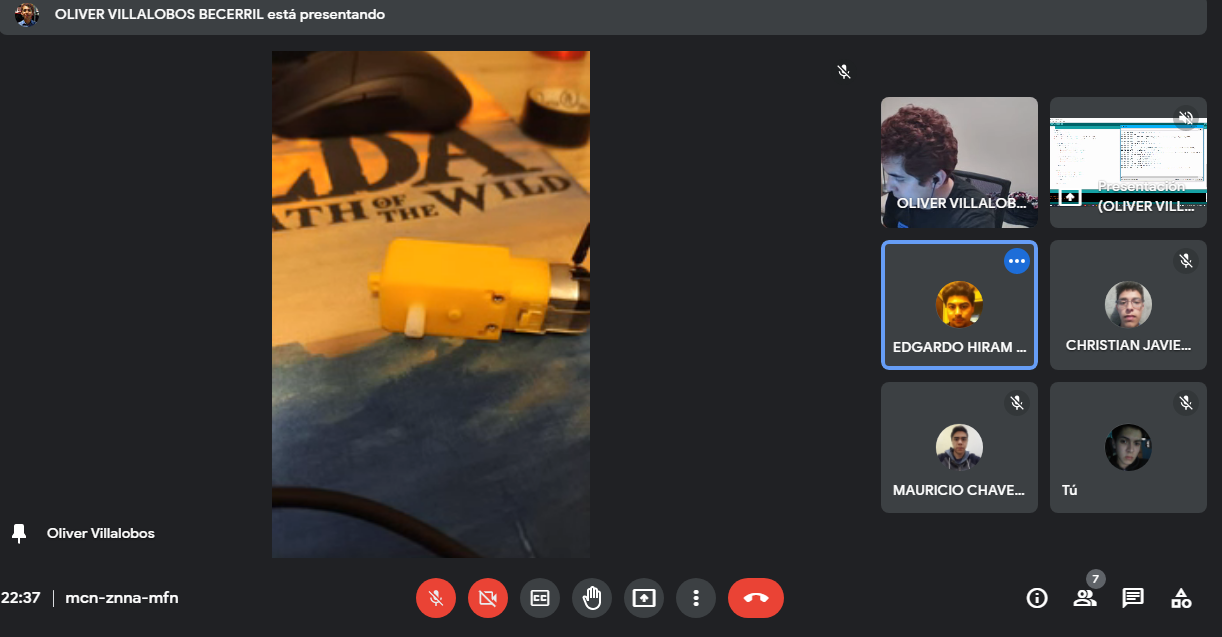 OLIVER VILLALOBOS BECERRIL está presentando
LDA
ATH OF THE WILD
OLIVER VILLALOB...
Presentación
(OLIVER VILL...
EDGARDO HIRAM ...
CHRISTIAN JAVIE...
MAURICIO CHAVE...
Tú
Oliver Villalobos
22:37 | mcn-znna-mfn
CC
7